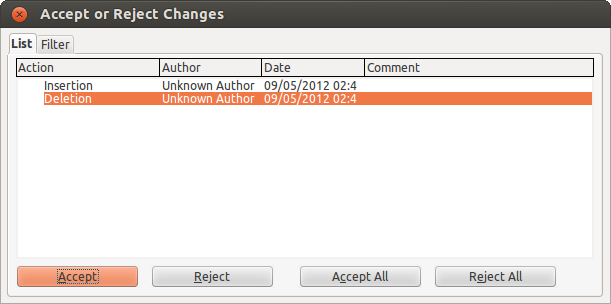 Accept or Reject Changes
List Filter
Action Author Date Comment
Insertion Unknown Author 09/05/2012 02:4
Deletion Unknown Author 09/05/2012 02:4
Accept Reject Accept All Reject All